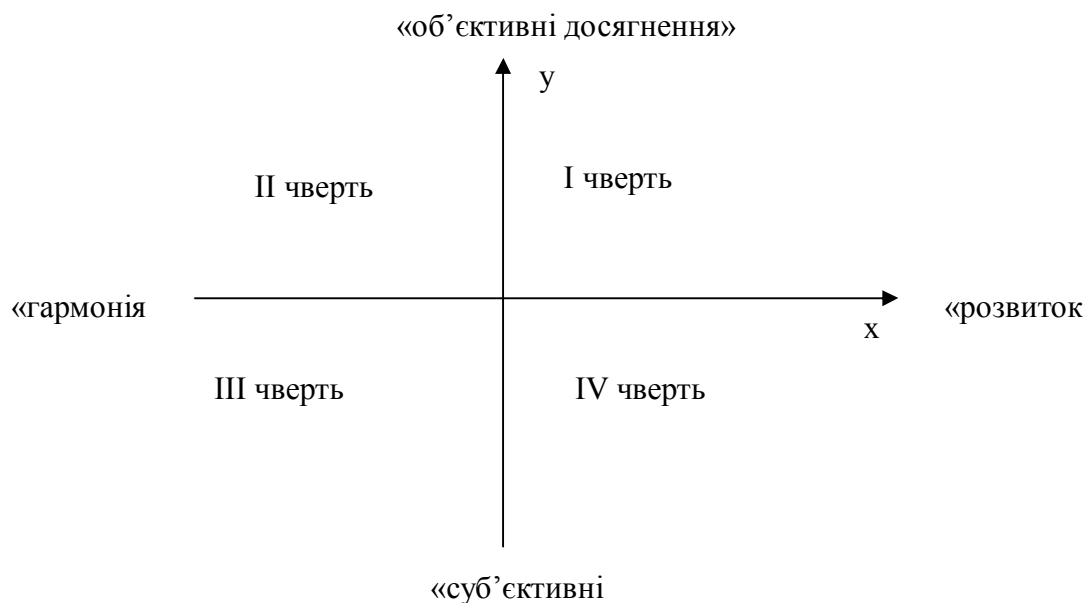 «об’єктивні досягнення»
y
II чверть
I чверть
«гармонія
«розвиток
x
III чверть
IV чверть
«суб’єктивні